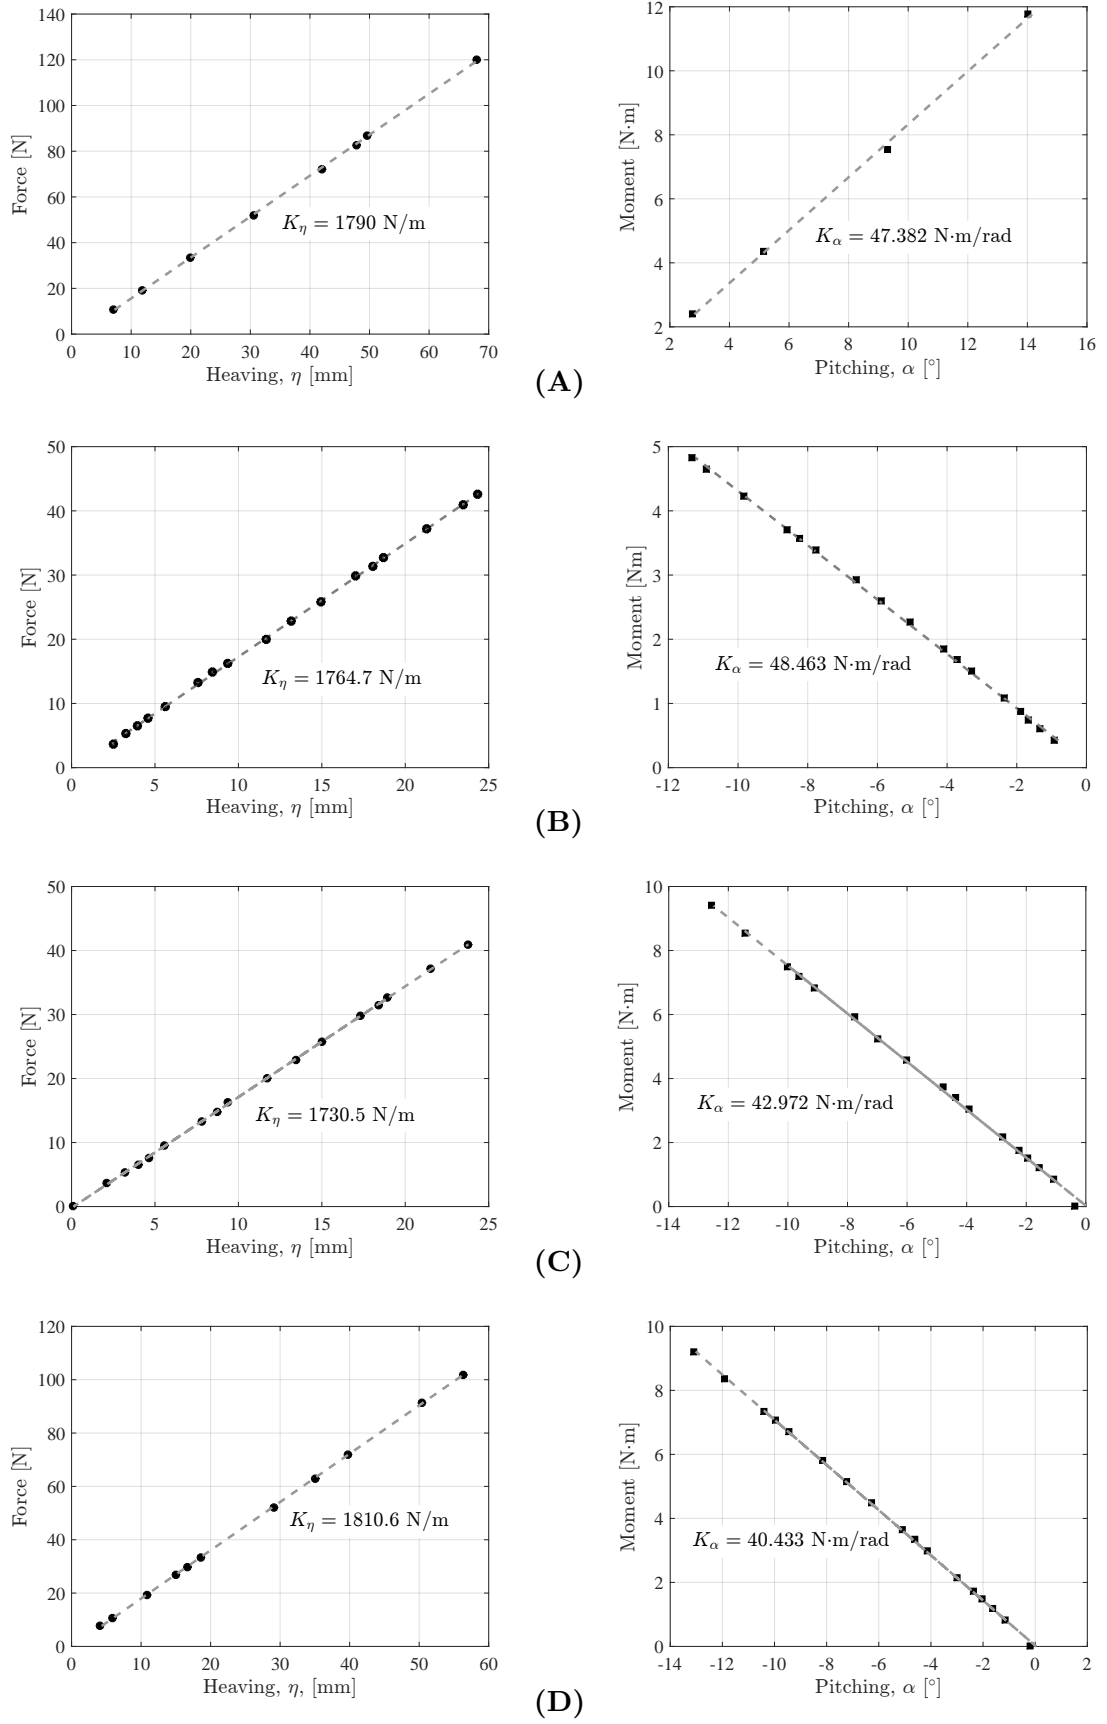 140
120
100
80
60
40
20
0
Force [N]
K_η = 1790 N/m
0 10 20 30 40 50 60 70
Heaving, η [mm]
12
10
8
6
4
2
Moment [N·m]
K_α = 47.382 N·m/rad
2 4 6 8 10 12 14 16
Pitching, α [°]
(A)
50
40
30
20
10
0
Force [N]
K_η = 1764.7 N/m
0 5 10 15 20 25
Heaving, η [mm]
5
4
3
2
1
0
Moment [Nm]
K_α = 48.463 N·m/rad
-12 -10 -8 -6 -4 -2 0
Pitching, α [°]
(B)
50
40
30
20
10
0
Force [N]
K_η = 1730.5 N/m
0 5 10 15 20 25
Heaving, η [mm]
10
8
6
4
2
0
Moment [N·m]
K_α = 42.972 N·m/rad
-14 -12 -10 -8 -6 -4 -2 0
Pitching, α [°]
(C)
120
100
80
60
40
20
0
Force [N]
K_η = 1810.6 N/m
0 10 20 30 40 50 60
Heaving, η, [mm]
10
8
6
4
2
0
Moment [N·m]
K_α = 40.433 N·m/rad
-14 -12 -10 -8 -6 -4 -2 0 2
Pitching, α [°]
(D)